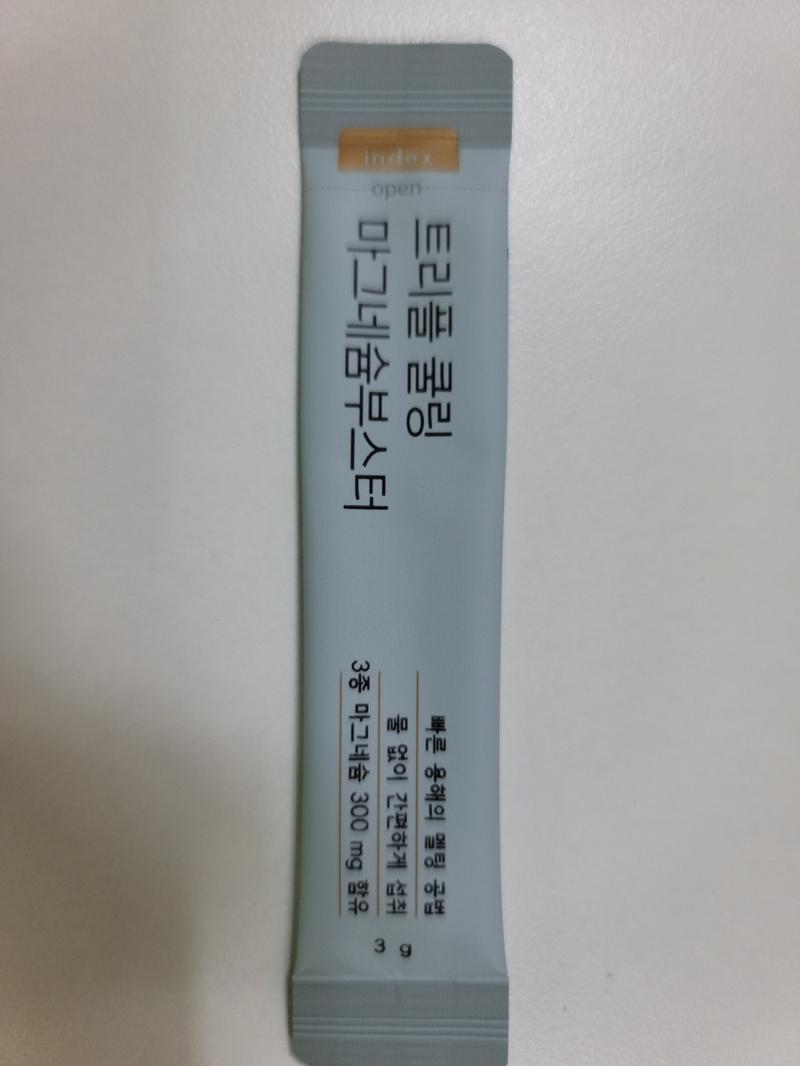 index
open
트리플 쿨링
마그네슘부스터
빠른 용해의 멜팅 공법
물 없이 간편하게 섭취
3종 마그네슘 300 mg 함유
3 g